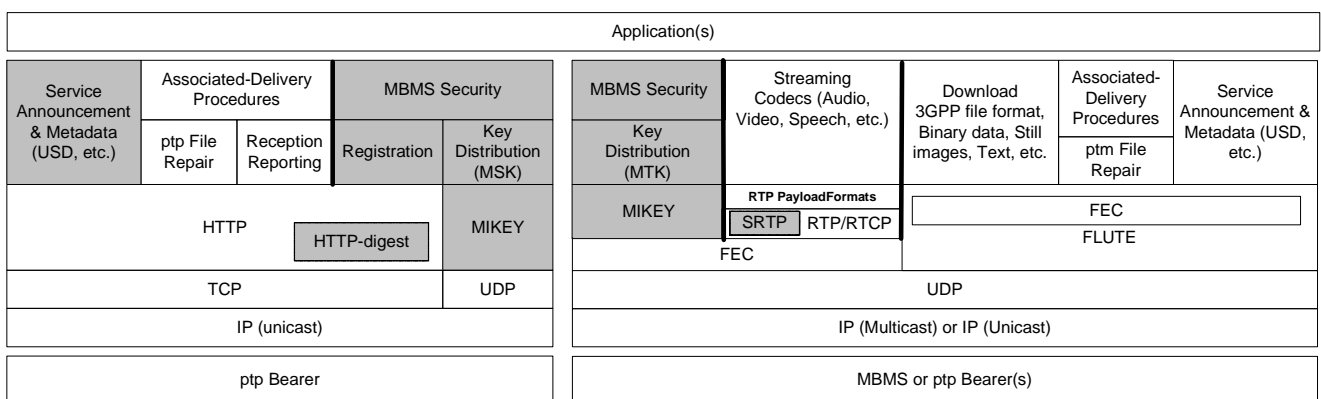 Application(s)
Service
Announcement
& Metadata
(USD, etc.)
Associated-Delivery
Procedures
ptp File
Repair
Reception
Reporting
MBMS Security
Registration
Key
Distribution
(MSK)
HTTP
HTTP-digest
MIKEY
TCP
UDP
IP (unicast)
ptp Bearer
MBMS Security
Key
Distribution
(MTK)
MIKEY
Streaming
Codecs (Audio,
Video, Speech, etc.)
RTP PayloadFormats
SRTP
RTP/RTCP
FEC
Download
3GPP file format,
Binary data, Still
images, Text, etc.
Associated-
Delivery
Procedures
ptm File
Repair
Service
Announcement &
Metadata (USD,
etc.)
FEC
FLUTE
UDP
IP (Multicast) or IP (Unicast)
MBMS or ptp Bearer(s)